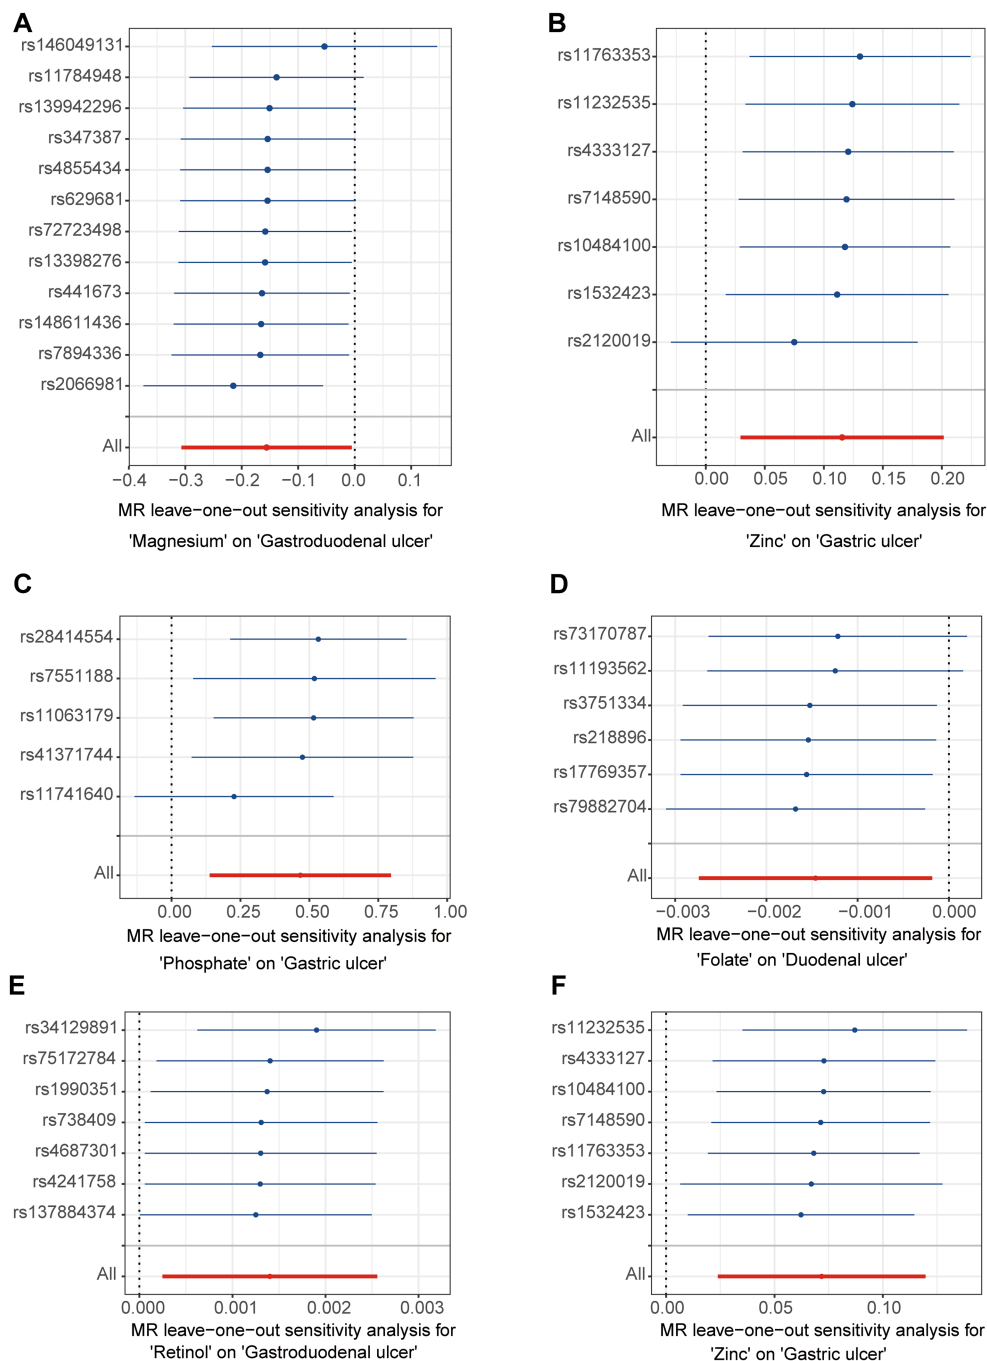 A
rs146049131
rs11784948
rs139942296
rs347387
rs4855434
rs629681
rs72723498
rs13398276
rs441673
rs148611436
rs7894336
rs2066981
All
−0.4 −0.3 −0.2 −0.1 0.0 0.1
MR leave−one−out sensitivity analysis for
'Magnesium' on 'Gastroduodenal ulcer'
B
rs11763353
rs11232535
rs4333127
rs7148590
rs10484100
rs1532423
rs2120019
All
0.00 0.05 0.10 0.15 0.20
MR leave−one−out sensitivity analysis for
'Zinc' on 'Gastric ulcer'
C
rs28414554
rs7551188
rs11063179
rs41371744
rs11741640
All
0.00 0.25 0.50 0.75 1.00
MR leave−one−out sensitivity analysis for
'Phosphate' on 'Gastric ulcer'
D
rs73170787
rs11193562
rs3751334
rs218896
rs17769357
rs79882704
All
−0.003 −0.002 −0.001 0.000
MR leave−one−out sensitivity analysis for
'Folate' on 'Duodenal ulcer'
E
rs34129891
rs75172784
rs1990351
rs738409
rs4687301
rs4241758
rs137884374
All
0.000 0.001 0.002 0.003
MR leave−one−out sensitivity analysis for
'Retinol' on 'Gastroduodenal ulcer'
F
rs11232535
rs4333127
rs10484100
rs7148590
rs11763353
rs2120019
rs1532423
All
0.00 0.05 0.10
MR leave−one−out sensitivity analysis for
'Zinc' on 'Gastric ulcer'